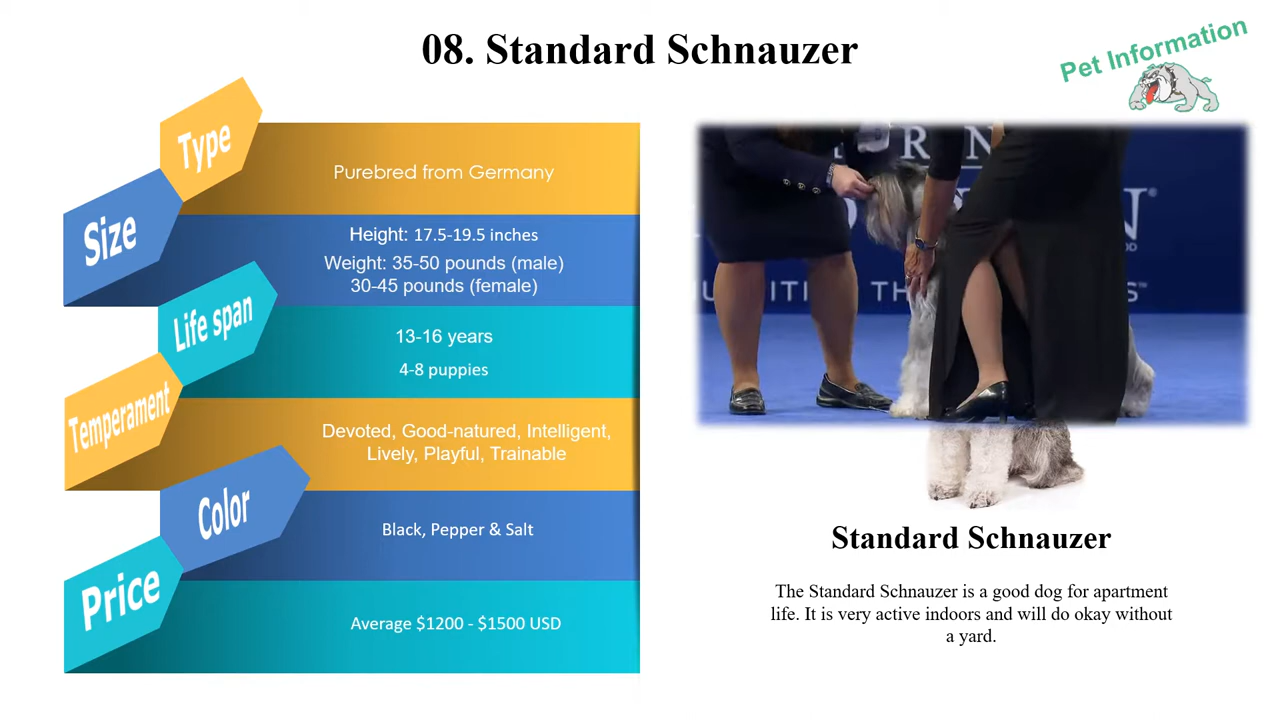 08. Standard Schnauzer
Pet Information
Type
Purebred from Germany
Size
Height: 17.5-19.5 inches
Weight: 35-50 pounds (male)
30-45 pounds (female)
Life span
13-16 years
4-8 puppies
Temperament
Devoted, Good-natured, Intelligent,
Lively, Playful, Trainable
Color
Black, Pepper & Salt
Price
Average $1200 - $1500 USD
Standard Schnauzer
The Standard Schnauzer is a good dog for apartment
life. It is very active indoors and will do okay without
a yard.